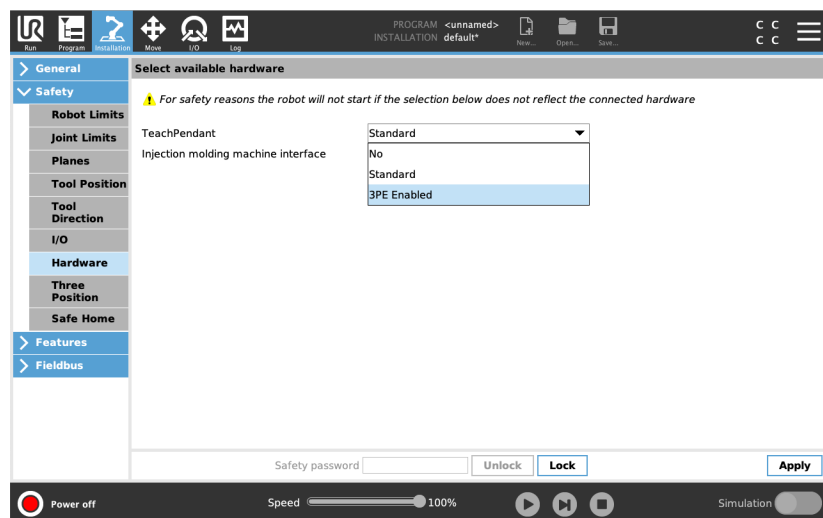 UR
Run
Program
Installation
Move
I/O
Log
PROGRAM <unnamed>
INSTALLATION default*
New...
Open...
Save...
C C
C C
General
Safety
Robot Limits
Joint Limits
Planes
Tool Position
Tool
Direction
I/O
Hardware
Three
Position
Safe Home
Features
Fieldbus
Select available hardware
For safety reasons the robot will not start if the selection below does not reflect the connected hardware
TeachPendant Standard
Injection molding machine interface No
Standard
3PE Enabled
Safety password Unlock Lock Apply
Power off Speed 100% Simulation